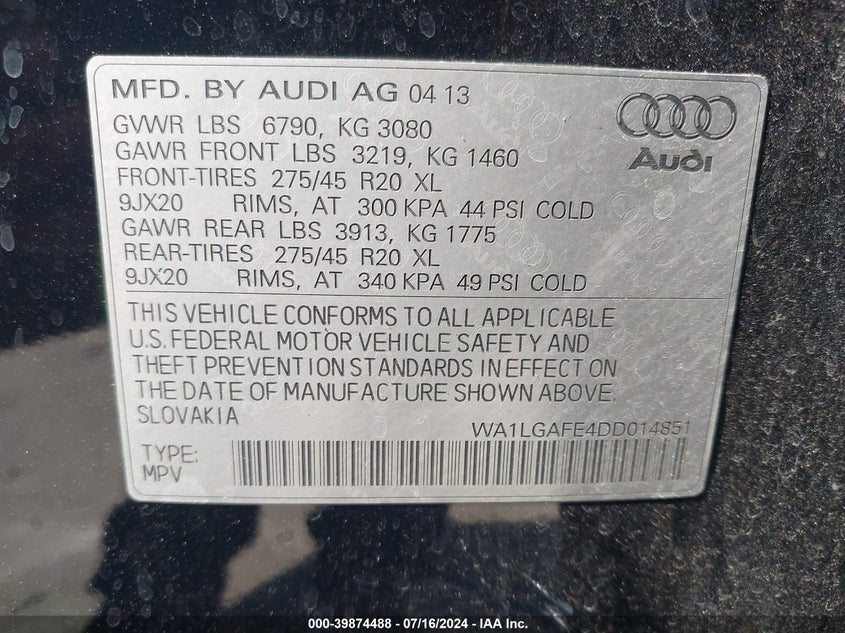 MFD. BY AUDI AG 04 13
GVWR LBS 6790, KG 3080
GAWR FRONT LBS 3219, KG 1460
FRONT-TIRES 275/45 R20 XL
9JX20 RIMS, AT 300 KPA 44 PSI COLD
GAWR REAR LBS 3913, KG 1775
REAR-TIRES 275/45 R20 XL
9JX20 RIMS, AT 340 KPA 49 PSI COLD
Audi
THIS VEHICLE CONFORMS TO ALL APPLICABLE
U.S. FEDERAL MOTOR VEHICLE SAFETY AND
THEFT PREVENTION STANDARDS IN EFFECT ON
THE DATE OF MANUFACTURE SHOWN ABOVE.
SLOVAKIA
WA1LGAFE4DD014851
TYPE:
MPV
000-39874488 - 07/16/2024 - IAA Inc.